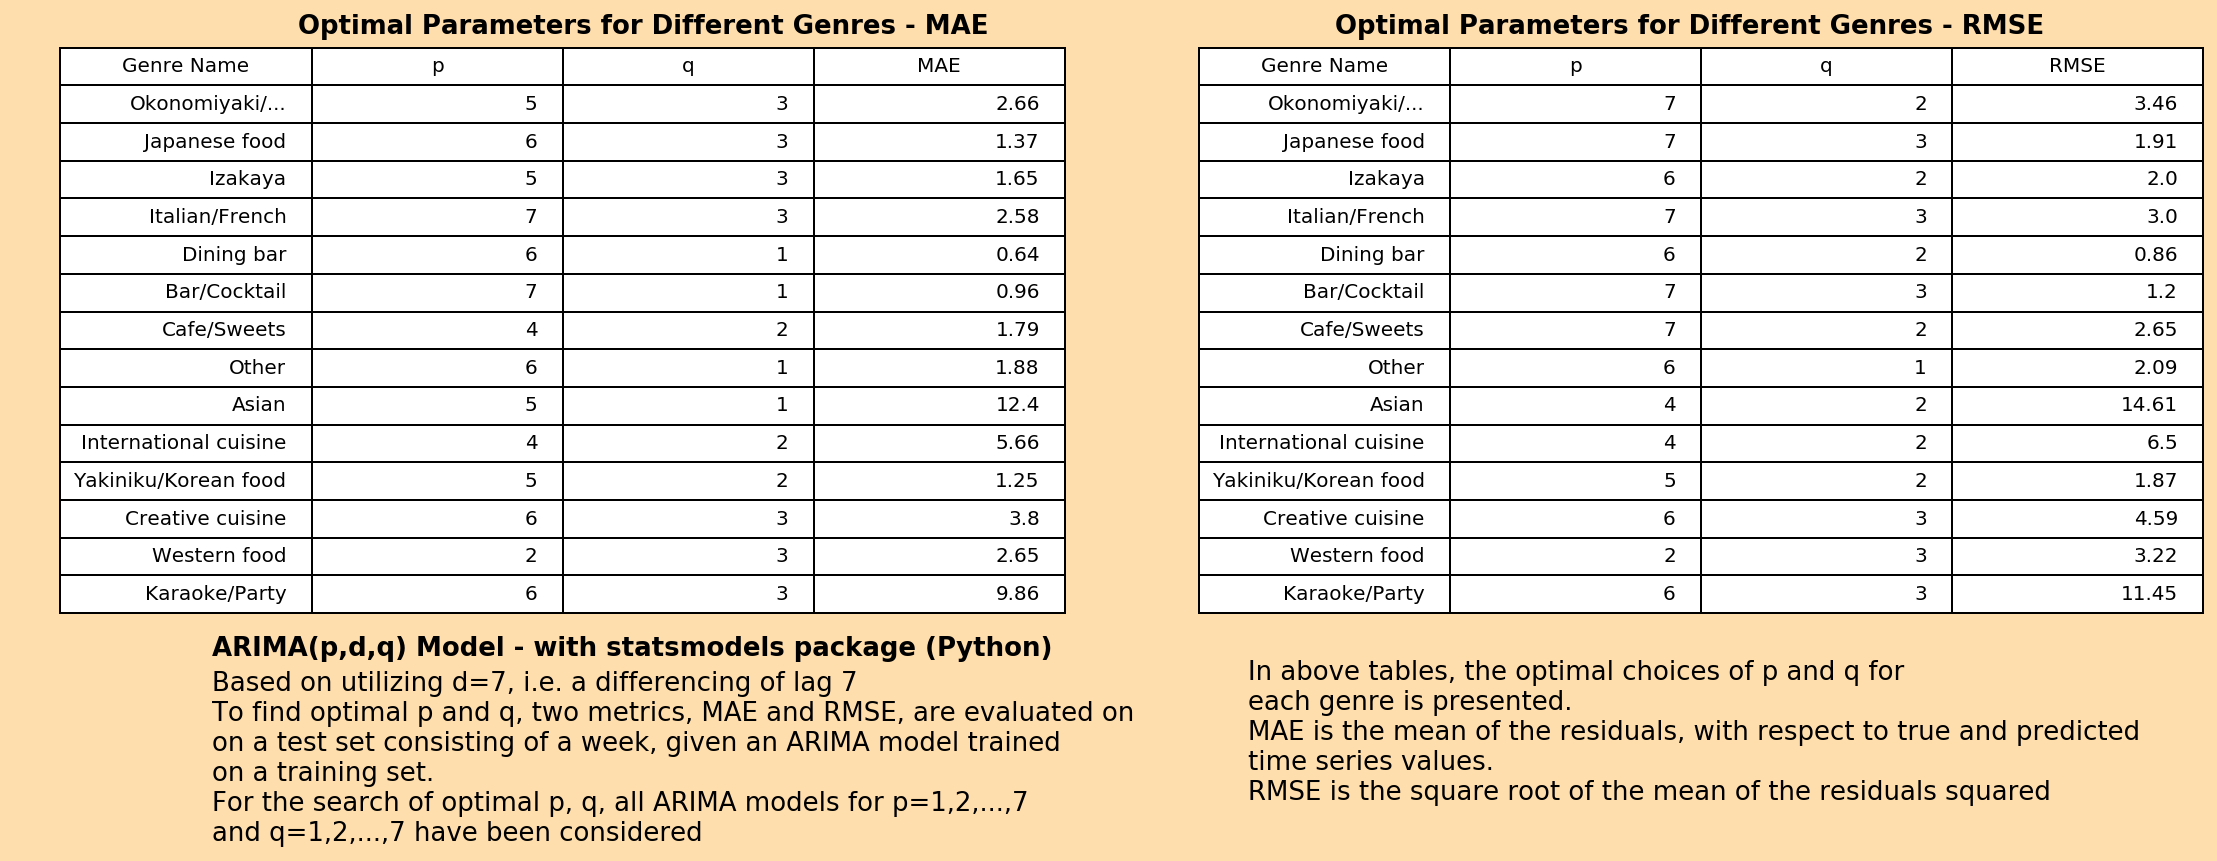 Optimal Parameters for Different Genres - MAE
Genre Name p q MAE
Okonomiyaki/... 5 3 2.66
Japanese food 6 3 1.37
Izakaya 5 3 1.65
Italian/French 7 3 2.58
Dining bar 6 1 0.64
Bar/Cocktail 7 1 0.96
Cafe/Sweets 4 2 1.79
Other 6 1 1.88
Asian 5 1 12.4
International cuisine 4 2 5.66
Yakiniku/Korean food 5 2 1.25
Creative cuisine 6 3 3.8
Western food 2 3 2.65
Karaoke/Party 6 3 9.86
Optimal Parameters for Different Genres - RMSE
Genre Name p q RMSE
Okonomiyaki/... 7 2 3.46
Japanese food 7 3 1.91
Izakaya 6 2 2.0
Italian/French 7 3 3.0
Dining bar 6 2 0.86
Bar/Cocktail 7 3 1.2
Cafe/Sweets 7 2 2.65
Other 6 1 2.09
Asian 4 2 14.61
International cuisine 4 2 6.5
Yakiniku/Korean food 5 2 1.87
Creative cuisine 6 3 4.59
Western food 2 3 3.22
Karaoke/Party 6 3 11.45
ARIMA(p,d,q) Model - with statsmodels package (Python)
Based on utilizing d=7, i.e. a differencing of lag 7
To find optimal p and q, two metrics, MAE and RMSE, are evaluated on
on a test set consisting of a week, given an ARIMA model trained
on a training set.
For the search of optimal p, q, all ARIMA models for p=1,2,...,7
and q=1,2,...,7 have been considered
In above tables, the optimal choices of p and q for
each genre is presented.
MAE is the mean of the residuals, with respect to true and predicted
time series values.
RMSE is the square root of the mean of the residuals squared